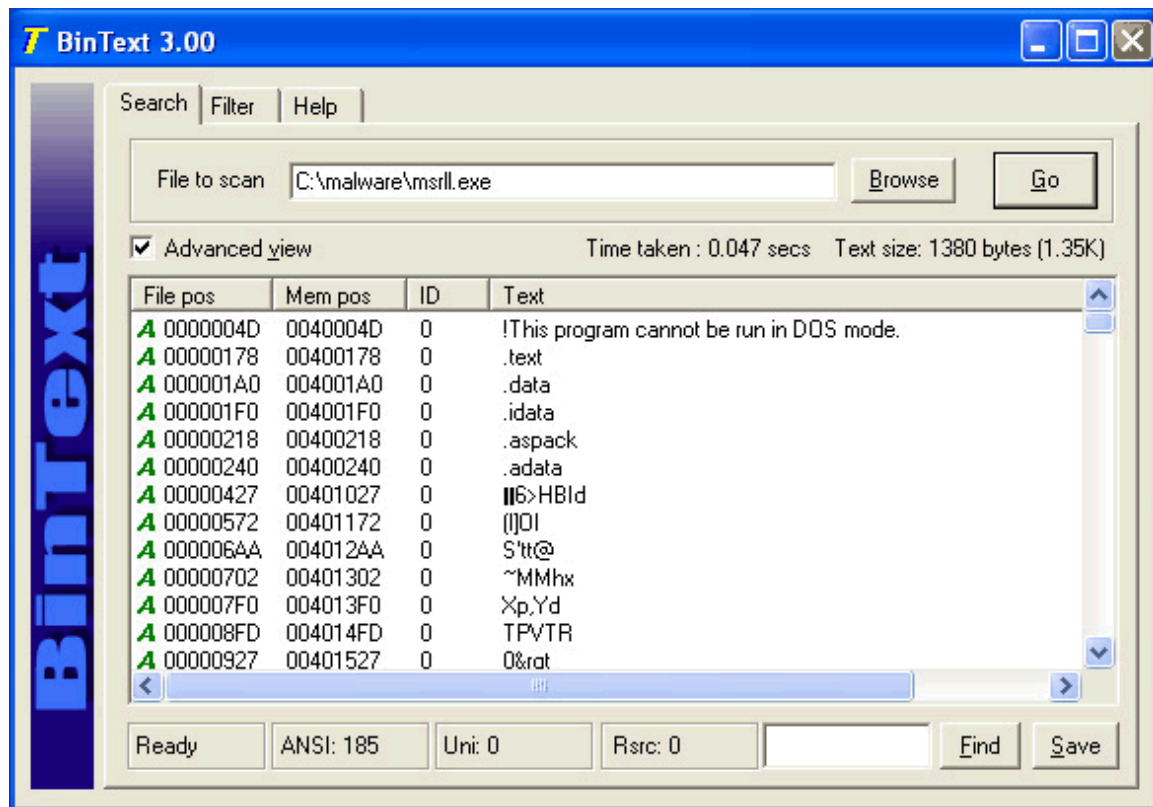 T BinText 3.00
Search Filter Help
File to scan C:\malware\msrll.exe Browse Go
Advanced view Time taken : 0.047 secs Text size: 1380 bytes (1.35K)
File pos Mem pos ID Text
A 0000004D 0040004D 0 !This program cannot be run in DOS mode.
A 00000178 00400178 0 .text
A 000001A0 004001A0 0 .data
A 000001F0 004001F0 0 .idata
A 00000218 00400218 0 .aspack
A 00000240 00400240 0 .adata
A 00000427 00401027 0 6>HBId
A 00000572 00401172 0
A 000006AA 004012AA 0 S'tt@
A 00000702 00401302 0 ~MMhx
A 000007F0 004013F0 0 Xp,Yd
A 000008FD 004014FD 0 TPVTR
A 00000927 00401527 0
BinText
Ready ANSI: 185 Uni: 0 Rsrc: 0 Find Save